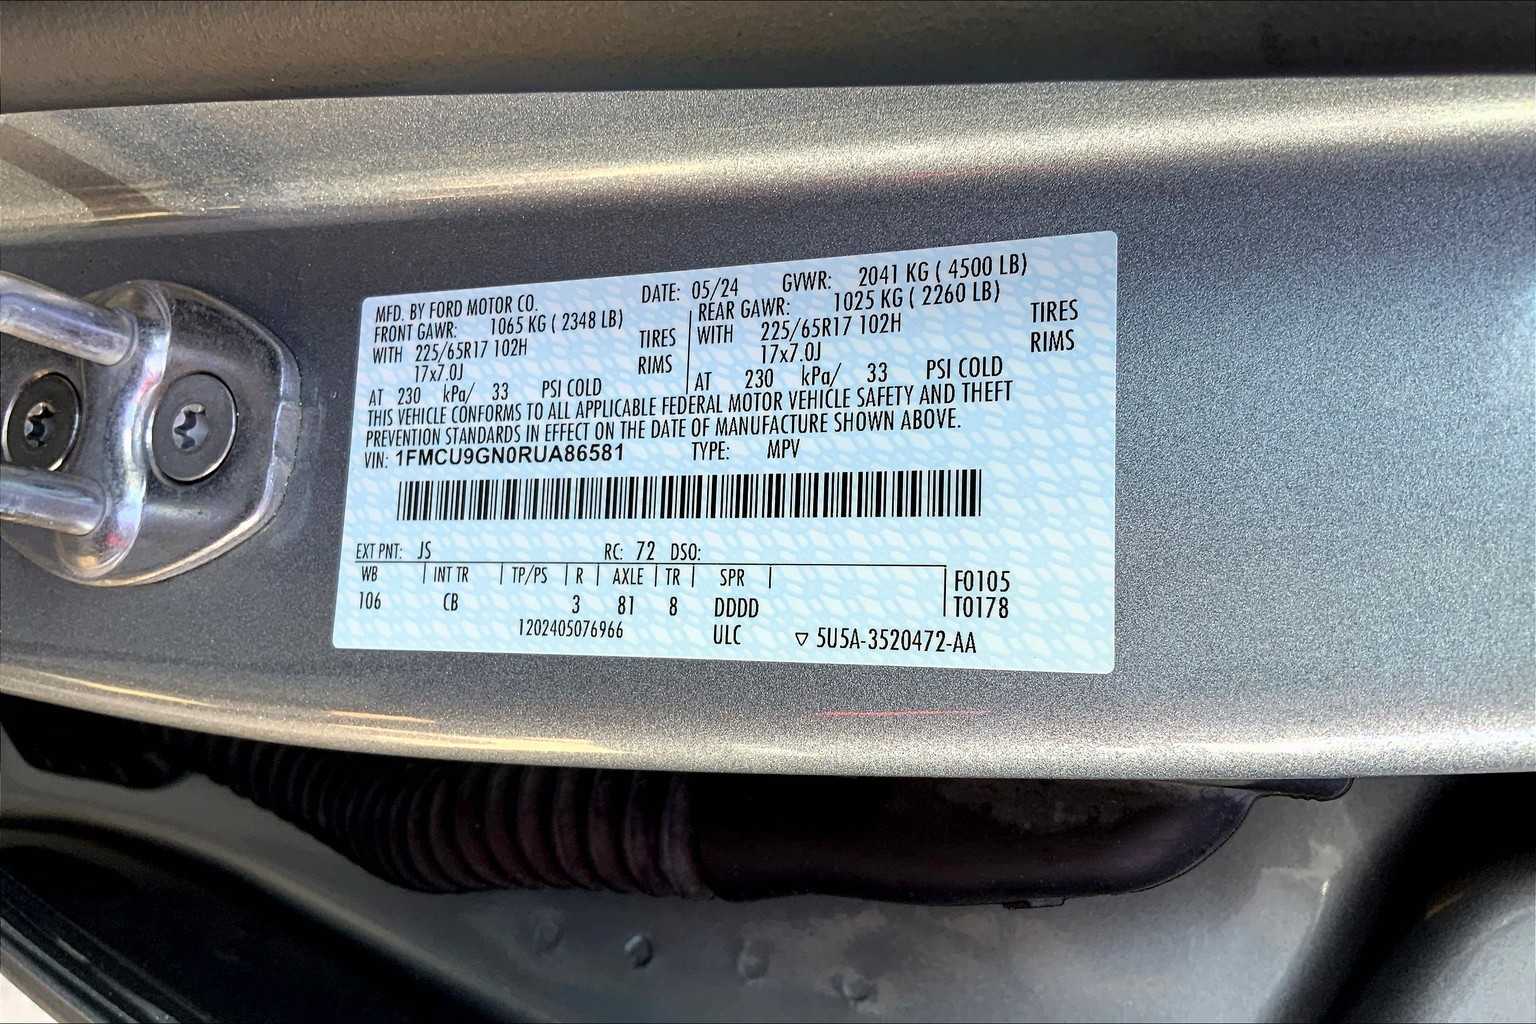 MFD. BY FORD MOTOR CO. DATE: 05/24 GVWR: 2041 KG ( 4500 LB)
FRONT GAWR: 1065 KG ( 2348 LB) REAR GAWR: 1025 KG ( 2260 LB)
WITH 225/65R17 102H TIRES WITH 225/65R17 102H TIRES
17x7.0J RIMS 17x7.0J RIMS
AT 230 kPa/ 33 PSI COLD AT 230 kPa/ 33 PSI COLD
THIS VEHICLE CONFORMS TO ALL APPLICABLE FEDERAL MOTOR VEHICLE SAFETY AND THEFT
PREVENTION STANDARDS IN EFFECT ON THE DATE OF MANUFACTURE SHOWN ABOVE.
VIN: 1FMCU9GN0RUA86581 TYPE: MPV
EXT PNT: JS RC: 72 DSO:
WB INT TR TP/PS R AXLE TR SPR F0105
106 CB 3 81 8 DDDD T0178
1202405076966 ULC ▽ 5U5A-3520472-AA